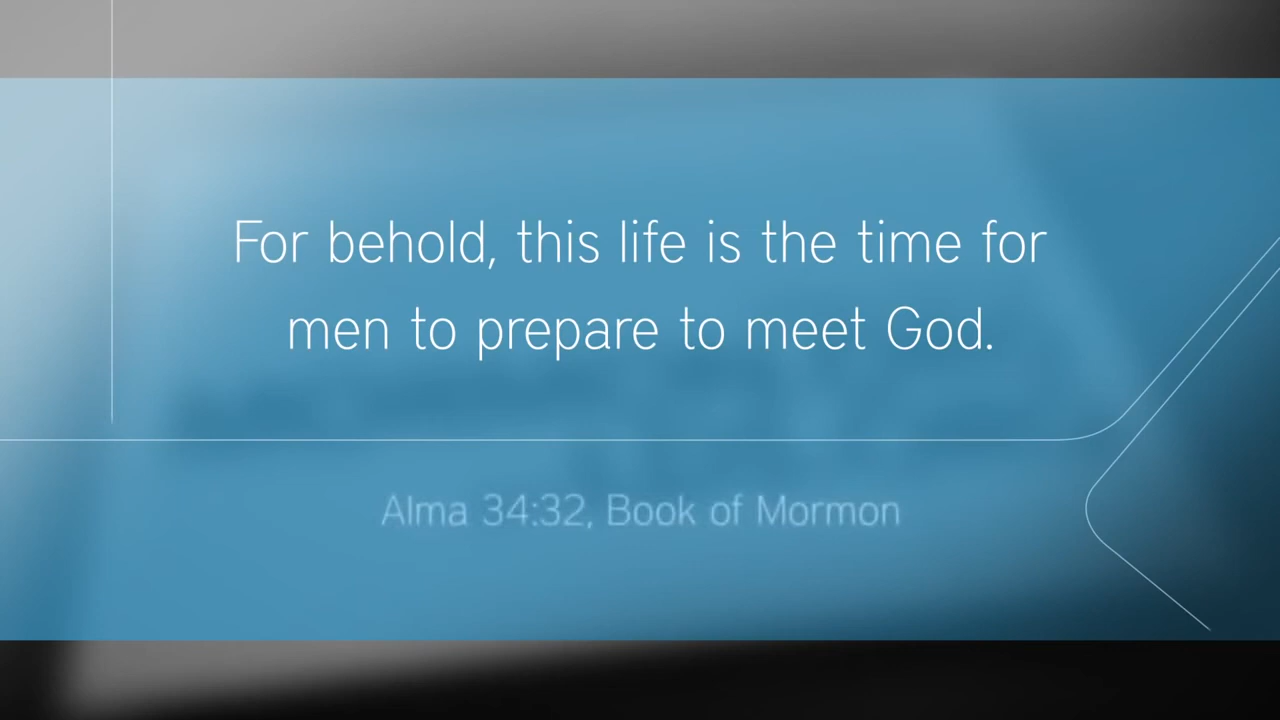 For behold, this life is the time for
men to prepare to meet God.
Alma 34:32, Book of Mormon